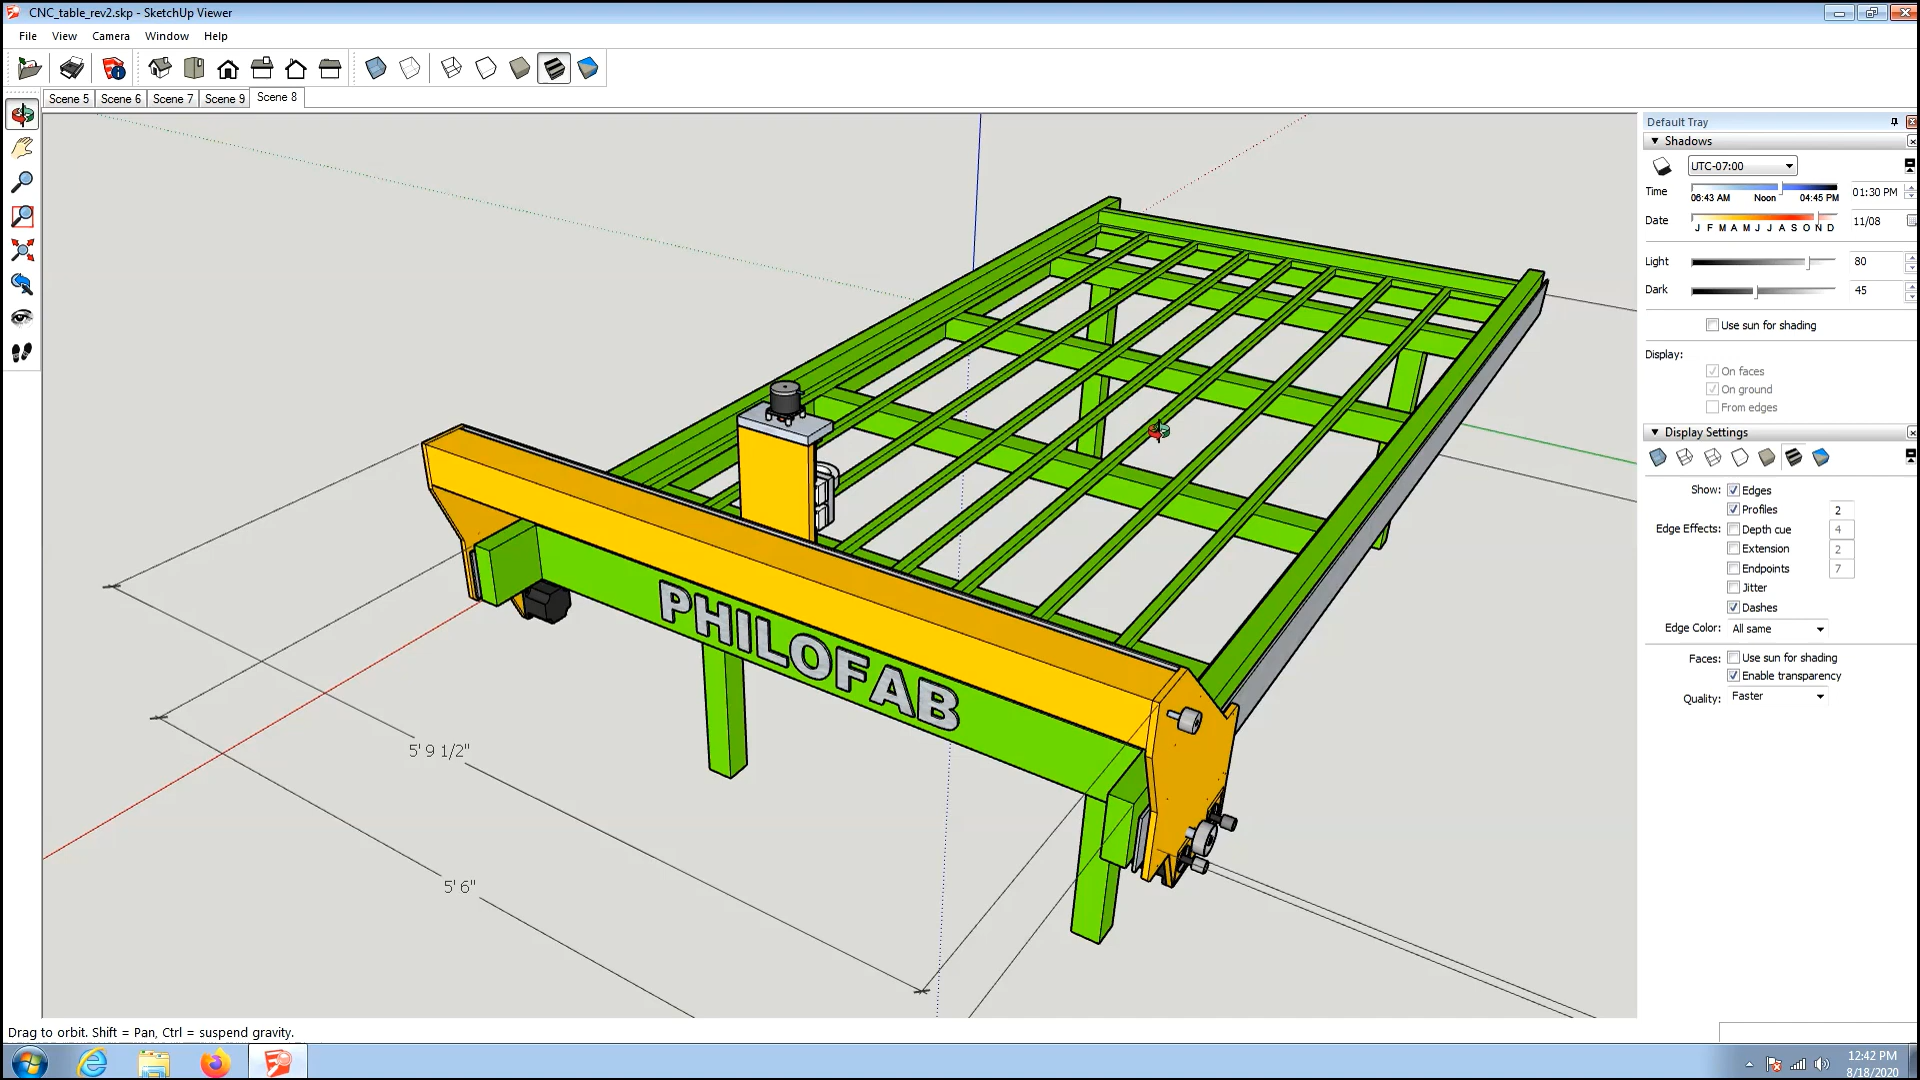 CNC_table_rev2.skp - SketchUp Viewer
File View Camera Window Help
Scene 5 Scene 6 Scene 7 Scene 9 Scene 8
Default Tray
Shadows
UTC-07:00
Time
01:30 PM
06:43 AM Noon 04:45 PM
Date
11/08
J F M A M J J A S O N D
Light 80
Dark 45
Use sun for shading
Display:
On faces
On ground
From edges
Display Settings
Show: Edges
Profiles 2
Edge Effects: Depth cue 4
Extension 2
Endpoints 7
Jitter
Dashes
Edge Color: All same
Faces: Use sun for shading
Enable transparency
Quality: Faster
PHILOFAB
5' 9 1/2"
5' 6"
Drag to orbit. Shift = Pan, Ctrl = suspend gravity.
12:42 PM
8/18/2020